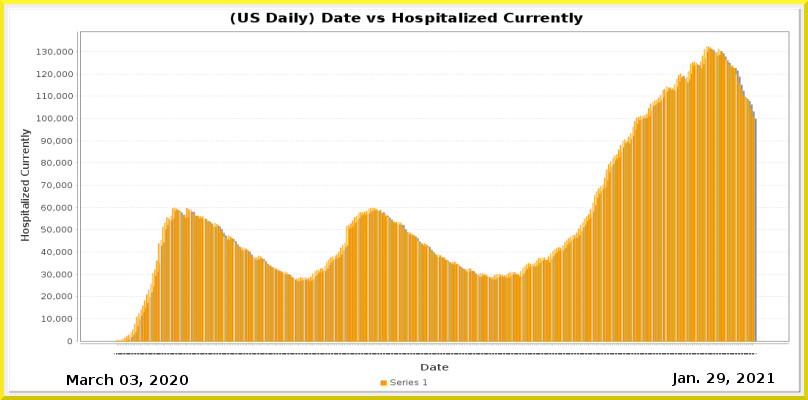 (US Daily) Date vs Hospitalized Currently
130,000
120,000
110,000
100,000
90,000
80,000
70,000
60,000
50,000
40,000
30,000
20,000
10,000
0
Hospitalized Currently
Date
March 03, 2020
Jan. 29, 2021
Series 1